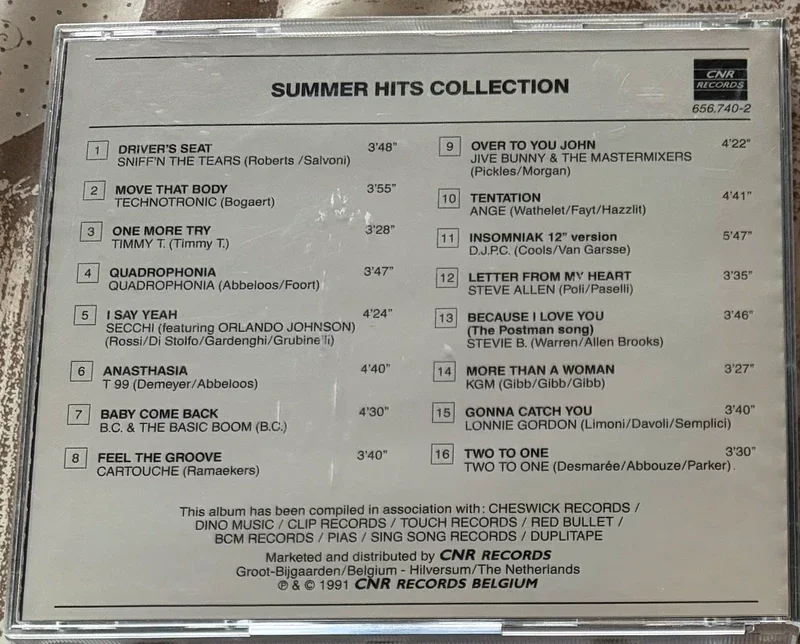 SUMMER HITS COLLECTION
CNR
RECORDS
656.740-2
1 DRIVER'S SEAT 3'48"
SNIFF'N THE TEARS (Roberts /Salvoni)
2 MOVE THAT BODY 3'55"
TECHNOTRONIC (Bogaert)
3 ONE MORE TRY 3'28"
TIMMY T. (Timmy T.)
4 QUADROPHONIA 3'47"
QUADROPHONIA (Abbeloos/Foort)
5 I SAY YEAH 4'24"
SECCHI (featuring ORLANDO JOHNSON)
(Rossi/Di Stolfo/Gardenghi/Grubinelli)
6 ANASTHASIA 4'40"
T 99 (Demeyer/Abbeloos)
7 BABY COME BACK 4'30"
B.C. & THE BASIC BOOM (B.C.)
8 FEEL THE GROOVE 3'40"
CARTOUCHE (Ramaekers)
9 OVER TO YOU JOHN 4'22"
JIVE BUNNY & THE MASTERMIXERS
(Pickles/Morgan)
10 TENTATION 4'41"
ANGE (Wathelet/Fayt/Hazzlit)
11 INSOMNIAK 12" version 5'47"
D.J.P.C. (Cools/Van Garsse)
12 LETTER FROM MY HEART 3'35"
STEVE ALLEN (Poli/Paselli)
13 BECAUSE I LOVE YOU 3'46"
(The Postman song)
STEVIE B. (Warren/Allen Brooks)
14 MORE THAN A WOMAN 3'27"
KGM (Gibb/Gibb/Gibb)
15 GONNA CATCH YOU 3'40"
LONNIE GORDON (Limoni/Davoli/Semplici)
16 TWO TO ONE 3'30"
TWO TO ONE (Desmarée/Abbouze/Parker)
This album has been compiled in association with: CHESWICK RECORDS /
DINO MUSIC / CLIP RECORDS / TOUCH RECORDS / RED BULLET /
BCM RECORDS / PIAS / SING SONG RECORDS / DUPLITAPE
Marketed and distributed by CNR RECORDS
Groot-Bijgaarden/Belgium - Hilversum/The Netherlands
℗ & © 1991 CNR RECORDS BELGIUM